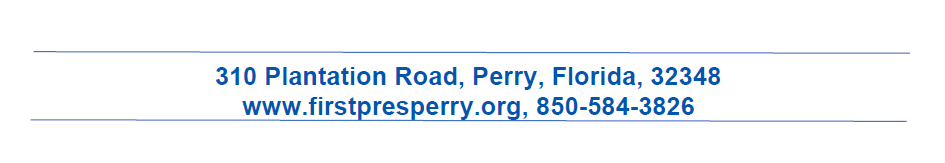 310 Plantation Road, Perry, Florida, 32348
www.firstpresperry.org, 850-584-3826